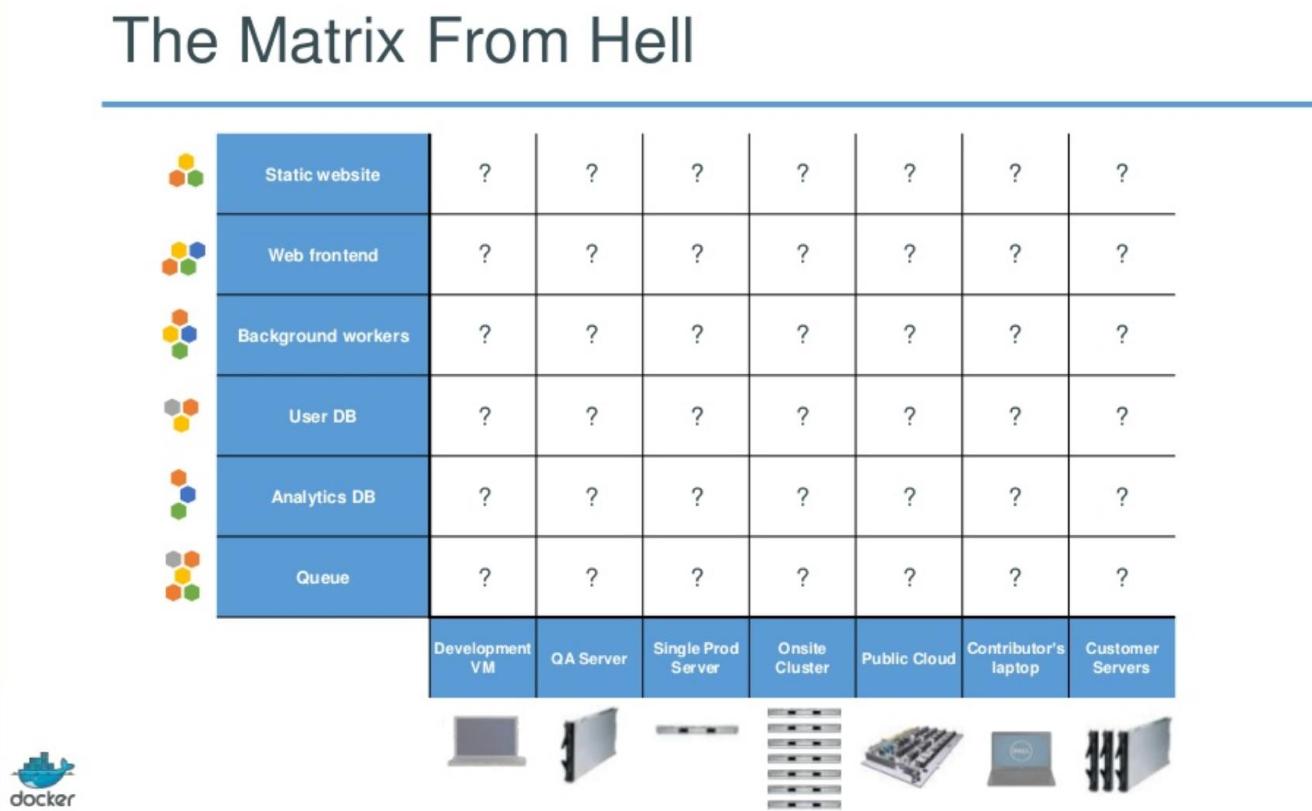 The Matrix From Hell
Static website ? ? ? ? ? ? ?
Web frontend ? ? ? ? ? ? ?
Background workers ? ? ? ? ? ? ?
User DB ? ? ? ? ? ? ?
Analytics DB ? ? ? ? ? ? ?
Queue ? ? ? ? ? ? ?
Development
VM
QA Server
Single Prod
Server
Onsite
Cluster
Public Cloud
Contributor's
laptop
Customer
Servers
DELL
docker